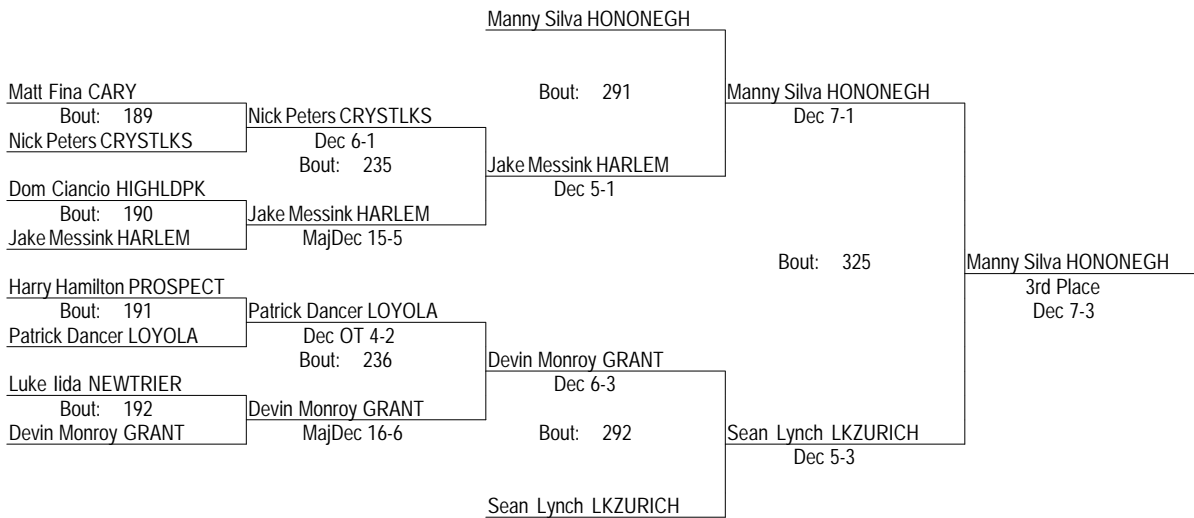 Manny Silva HONONEGH
Matt Fina CARY
Bout: 291
Manny Silva HONONEGH
Bout: 189
Nick Peters CRYSTLKS
Dec 7-1
Nick Peters CRYSTLKS
Dec 6-1
Bout: 235
Jake Messink HARLEM
Dom Ciancio HIGHLDPK
Dec 5-1
Bout: 190
Jake Messink HARLEM
Jake Messink HARLEM
MajDec 15-5
Bout: 325
Manny Silva HONONEGH
Harry Hamilton PROSPECT
3rd Place
Bout: 191
Patrick Dancer LOYOLA
Dec 7-3
Patrick Dancer LOYOLA
Dec OT 4-2
Bout: 236
Devin Monroy GRANT
Luke Iida NEWTRIER
Dec 6-3
Bout: 192
Devin Monroy GRANT
Devin Monroy GRANT
MajDec 16-6
Bout: 292
Sean Lynch LKZURICH
Dec 5-3
Sean Lynch LKZURICH